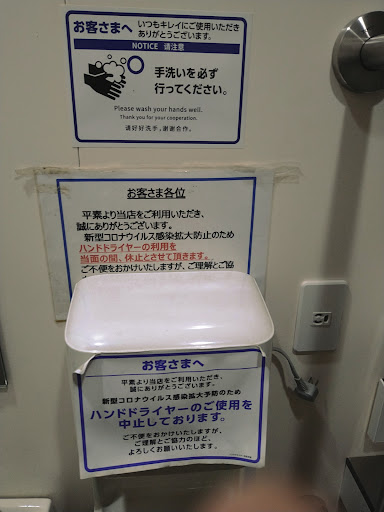 お客さまへ
いつもキレイにご使用いただき
ありがとうございます。
NOTICE 请注意
手洗いを必ず
行ってください。
Please wash your hands well.
Thank you for your cooperation.
请好好洗手,谢谢合作。
お客さま各位
平素より当店をご利用いただき、
誠にありがとうございます。
新型コロナウイルス感染拡大防止のため
ハンドドライヤーの利用を
当面の間、休止とさせて頂きます。
ご不便をおかけいたしますが、ご理解とご協
お客さまへ
平素より当店をご利用いただき、
誠にありがとうございます。
新型コロナウイルス感染拡大予防のため
ハンドドライヤーのご使用を
中止しております。
ご不便をおかけいたしますが、
ご理解とご協力のほど、
よろしくお願いいたします。